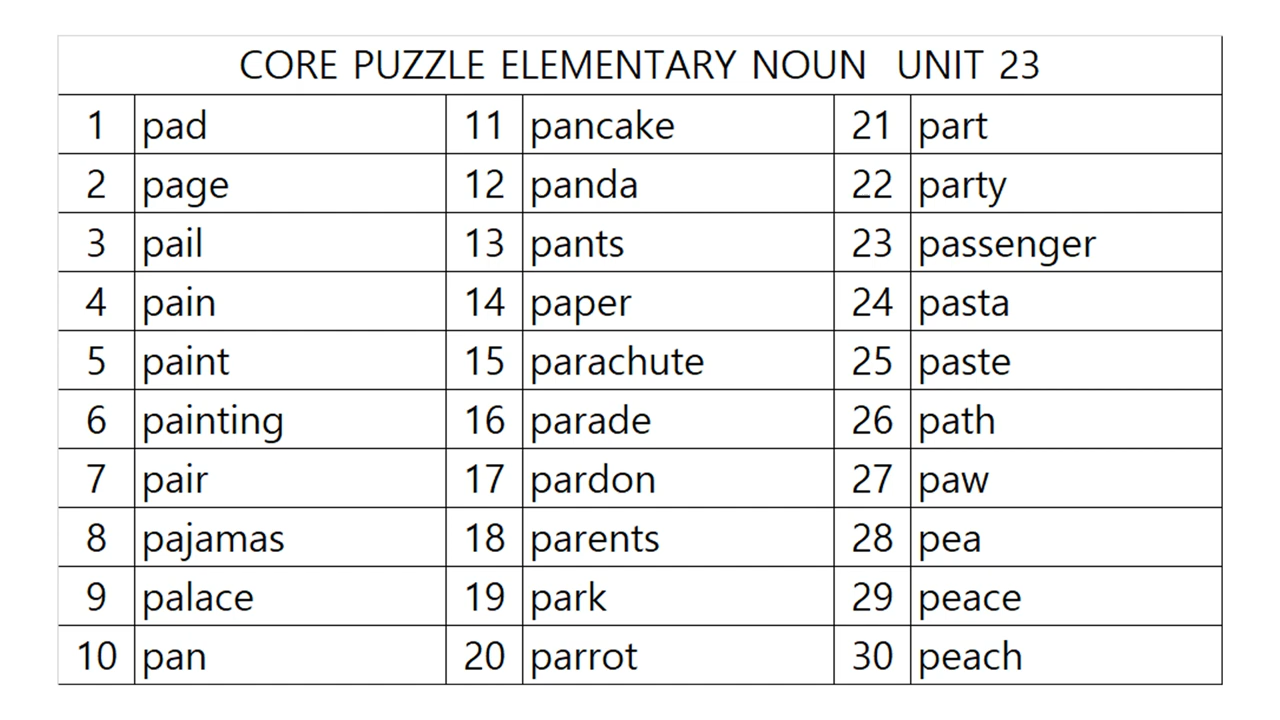 CORE PUZZLE ELEMENTARY NOUN UNIT 23
1 pad 11 pancake 21 part
2 page 12 panda 22 party
3 pail 13 pants 23 passenger
4 pain 14 paper 24 pasta
5 paint 15 parachute 25 paste
6 painting 16 parade 26 path
7 pair 17 pardon 27 paw
8 pajamas 18 parents 28 pea
9 palace 19 park 29 peace
10 pan 20 parrot 30 peach